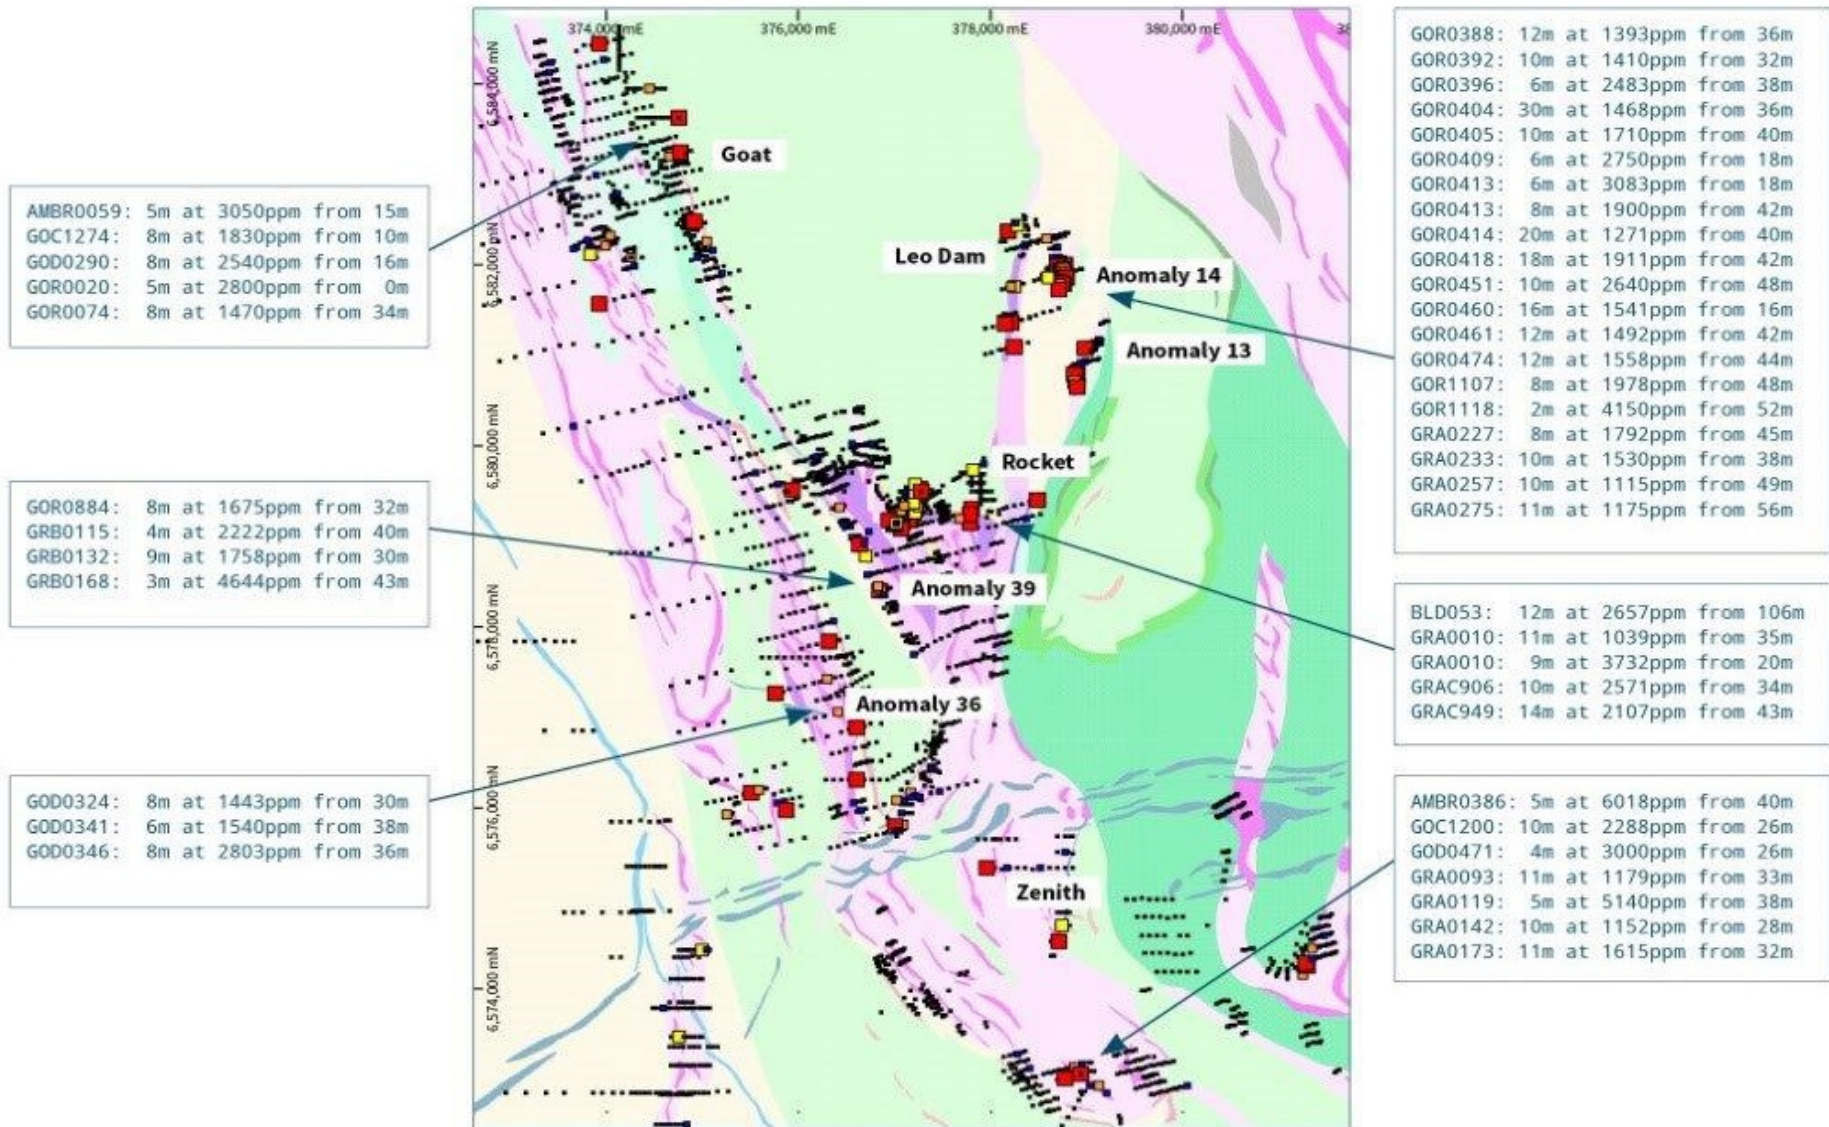 374,000 mE
376,000 mE
378,000 mE
380,000 mE
38
6,584,000 mN
6,582,000 mN
6,580,000 mN
6,578,000 mN
6,576,000 mN
6,574,000 mN
Goat
Leo Dam
Anomaly 14
Anomaly 13
Rocket
Anomaly 39
Anomaly 36
Zenith
AMBR0059: 5m at 3050ppm from 15m
GOC1274: 8m at 1830ppm from 10m
GOD0290: 8m at 2540ppm from 16m
GOR0020: 5m at 2800ppm from 0m
GOR0074: 8m at 1470ppm from 34m
GOR0884: 8m at 1675ppm from 32m
GRB0115: 4m at 2222ppm from 40m
GRB0132: 9m at 1758ppm from 30m
GRB0168: 3m at 4644ppm from 43m
GOD0324: 8m at 1443ppm from 30m
GOD0341: 6m at 1540ppm from 38m
GOD0346: 8m at 2803ppm from 36m
GOR0388: 12m at 1393ppm from 36m
GOR0392: 10m at 1410ppm from 32m
GOR0396: 6m at 2483ppm from 38m
GOR0404: 30m at 1468ppm from 36m
GOR0405: 10m at 1710ppm from 40m
GOR0409: 6m at 2750ppm from 18m
GOR0413: 6m at 3083ppm from 18m
GOR0413: 8m at 1900ppm from 42m
GOR0414: 20m at 1271ppm from 40m
GOR0418: 18m at 1911ppm from 42m
GOR0451: 10m at 2640ppm from 48m
GOR0460: 16m at 1541ppm from 16m
GOR0461: 12m at 1492ppm from 42m
GOR0474: 12m at 1558ppm from 44m
GOR1107: 8m at 1978ppm from 48m
GOR1118: 2m at 4150ppm from 52m
GRA0227: 8m at 1792ppm from 45m
GRA0233: 10m at 1530ppm from 38m
GRA0257: 10m at 1115ppm from 49m
GRA0275: 11m at 1175ppm from 56m
BLD053: 12m at 2657ppm from 106m
GRA0010: 11m at 1039ppm from 35m
GRA0010: 9m at 3732ppm from 20m
GRAC906: 10m at 2571ppm from 34m
GRAC949: 14m at 2107ppm from 43m
AMBR0386: 5m at 6018ppm from 40m
GOC1200: 10m at 2288ppm from 26m
GOD0471: 4m at 3000ppm from 26m
GRA0093: 11m at 1179ppm from 33m
GRA0119: 5m at 5140ppm from 38m
GRA0142: 10m at 1152ppm from 28m
GRA0173: 11m at 1615ppm from 32m